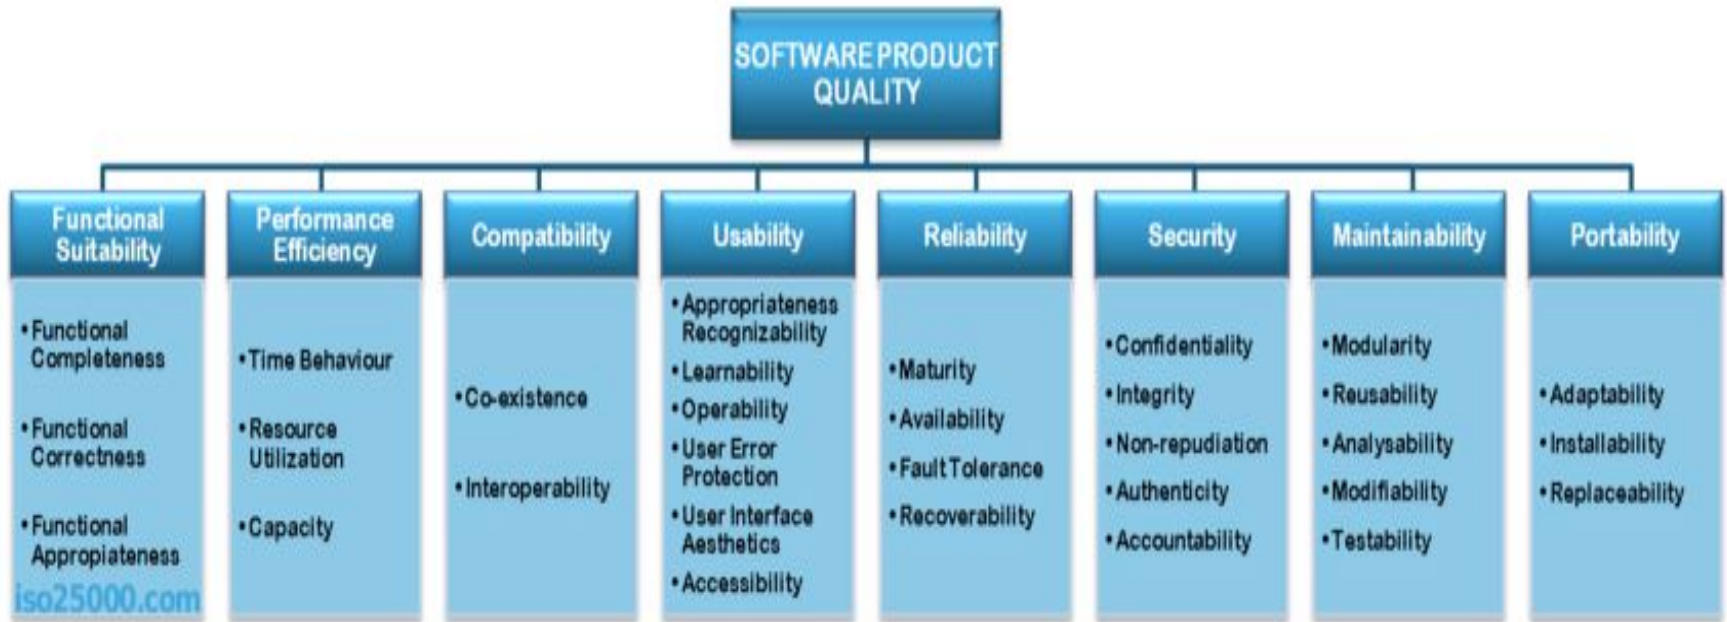 SOFTWARE PRODUCT
QUALITY
Functional
Suitability
• Functional
Completeness
• Functional
Correctness
• Functional
Appropiateness
Performance
Efficiency
• Time Behaviour
• Resource
Utilization
• Capacity
Compatibility
• Co-existence
• Interoperability
Usability
• Appropriateness
Recognizability
• Learnability
• Operability
• User Error
Protection
• User Interface
Aesthetics
• Accessibility
Reliability
• Maturity
• Availability
• Fault Tolerance
• Recoverability
Security
• Confidentiality
• Integrity
• Non-repudiation
• Authenticity
• Accountability
Maintainability
• Modularity
• Reusability
• Analysability
• Modifiability
• Testability
Portability
• Adaptability
• Installability
• Replaceability
iso25000.com